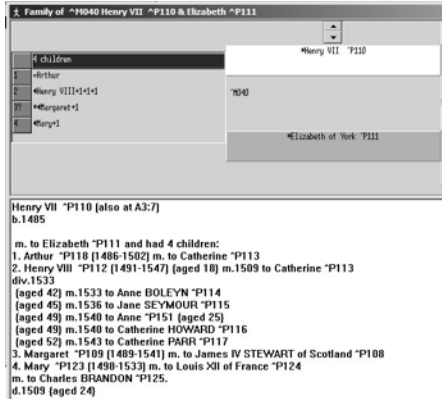 Family of ^M040 Henry VII ^P110 & Elizabeth ^P111
4 children
*Henry VII ^P110
1 =Arthur
2 Henry VIII+1+1+1
^M040
3? Margaret+1
4 Mary+1
*Elizabeth of York ^P111
Henry VII ^P110 (also at A3:7)
b.1485
m. to Elizabeth ^P111 and had 4 children:
1. Arthur ^P118 (1486-1502) m. to Catherine ^P113
2. Henry VIII ^P112 (1491-1547) {aged 18} m.1509 to Catherine ^P113
div.1533
{aged 42} m.1533 to Anne BOLEYN ^P114
{aged 45} m.1536 to Jane SEYMOUR ^P115
{aged 49} m.1540 to Anne ^P151 {aged 25}
{aged 49} m.1540 to Catherine HOWARD ^P116
{aged 52} m.1543 to Catherine PARR ^P117
3. Margaret ^P109 (1489-1541) m. to James IV STEWART of Scotland ^P108
4. Mary ^P123 (1498-1533) m. to Louis XII of France ^P124
m. to Charles BRANDON ^P125.
d.1509 {aged 24}